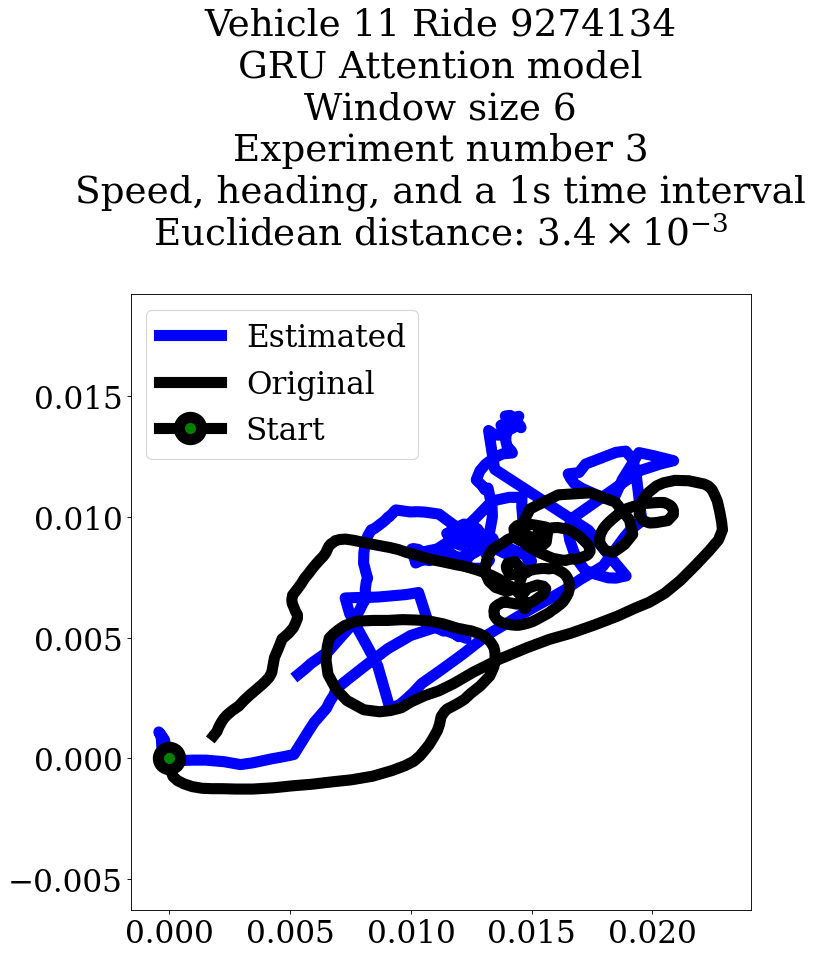 Vehicle 11 Ride 9274134
GRU Attention model
Window size 6
Experiment number 3
Speed, heading, and a 1s time interval
Euclidean distance: 3.4 × 10⁻³
Estimated
Original
Start
0.015
0.010
0.005
0.000
−0.005
0.000 0.005 0.010 0.015 0.020